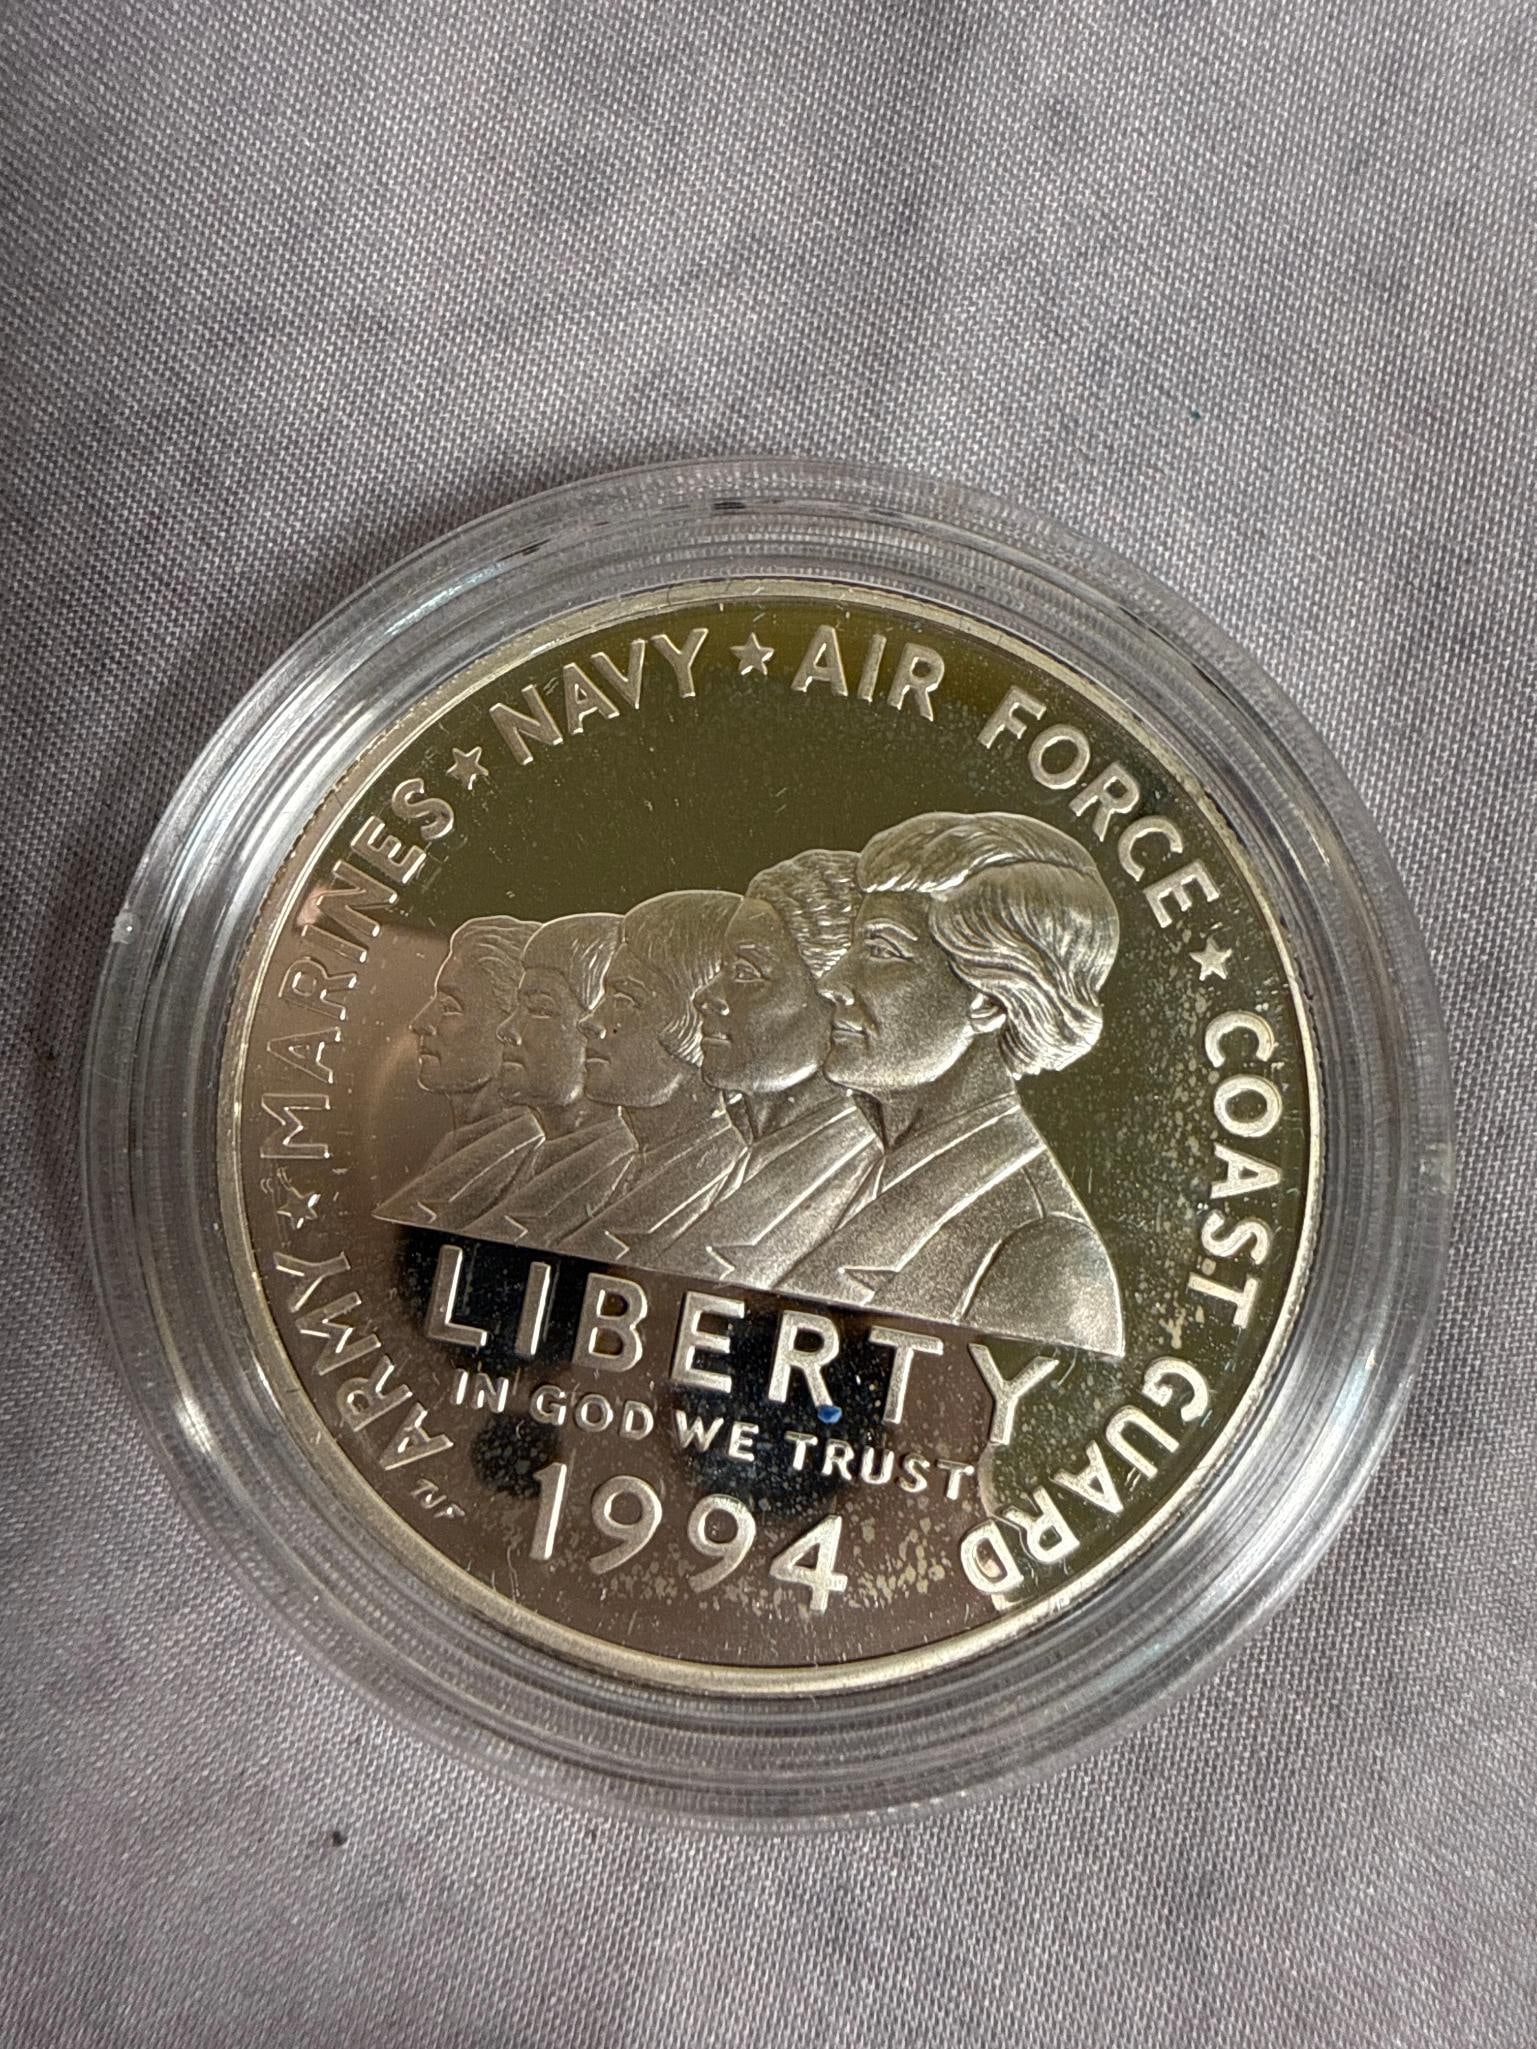 ARMY ★ MARINES ★ NAVY ★ AIR FORCE ★ COAST GUARD
LIBERTY
IN GOD WE TRUST
1994